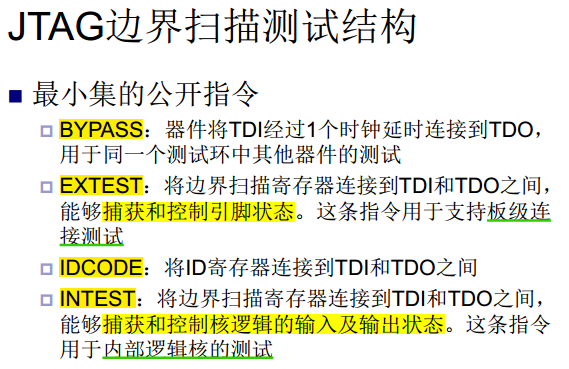 JTAG边界扫描测试结构
最小集的公开指令
BYPASS：器件将TDI经过1个时钟延时连接到TDO，
用于同一个测试环中其他器件的测试
EXTEST：将边界扫描寄存器连接到TDI和TDO之间，
能够捕获和控制引脚状态。这条指令用于支持板级连
接测试
IDCODE：将ID寄存器连接到TDI和TDO之间
INTEST：将边界扫描寄存器连接到TDI和TDO之间，
能够捕获和控制核逻辑的输入及输出状态。这条指令
用于内部逻辑核的测试